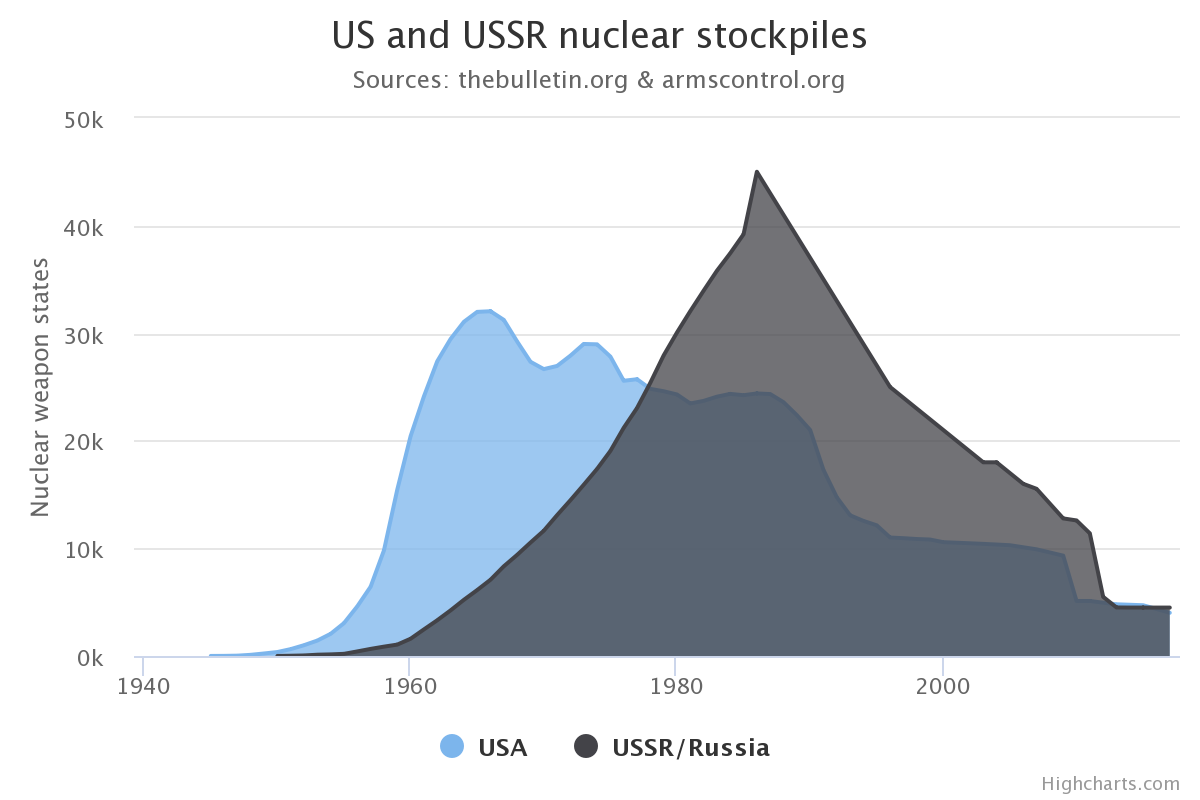 US and USSR nuclear stockpiles
Sources: thebulletin.org & armscontrol.org
Nuclear weapon states
50k
40k
30k
20k
10k
0k
1940 1960 1980 2000
USA USSR/Russia
Highcharts.com